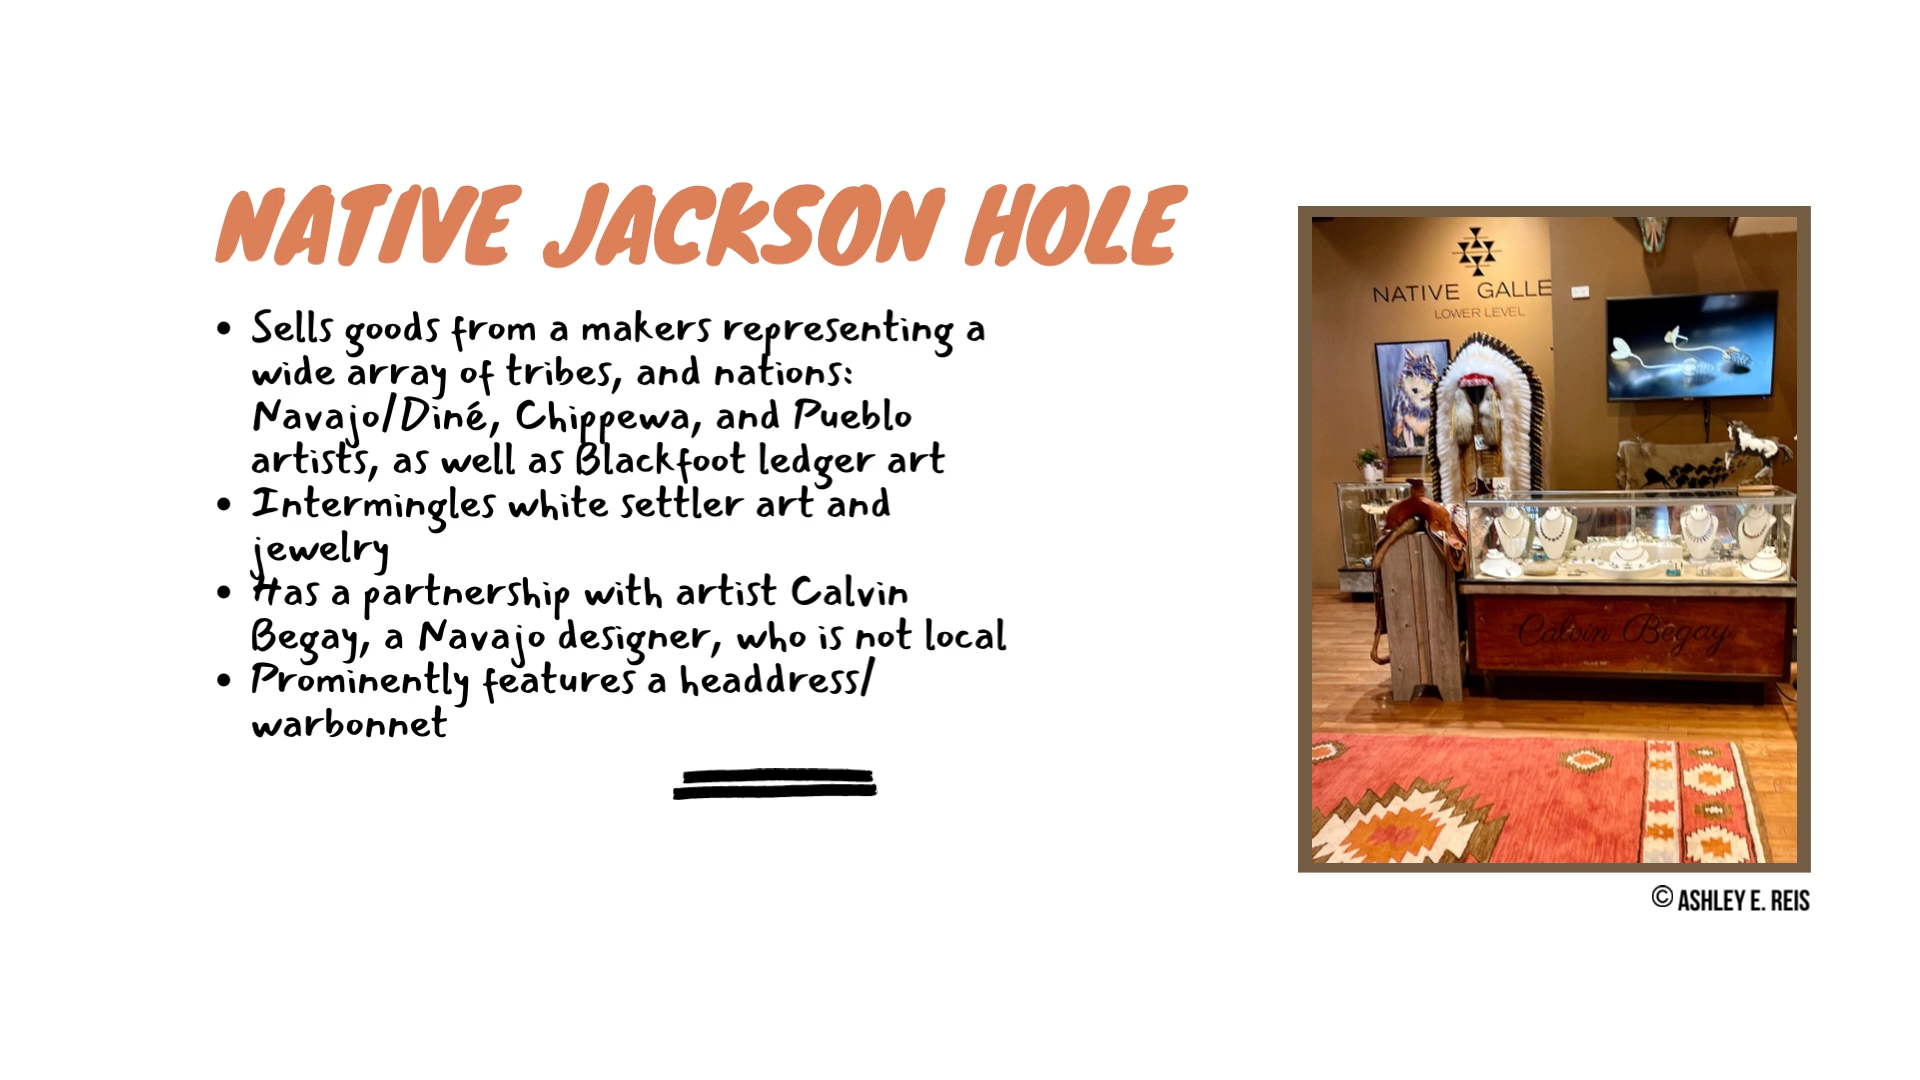 NATIVE JACKSON HOLE
• Sells goods from a makers representing a
wide array of tribes, and nations:
Navajo/Diné, Chippewa, and Pueblo
artists, as well as Blackfoot ledger art
• Intermingles white settler art and
jewelry
• Has a partnership with artist Calvin
Begay, a Navajo designer, who is not local
• Prominently features a headdress/
warbonnet
NATIVE GALLE
LOWER LEVEL
Calvin Begay
© ASHLEY E. REIS